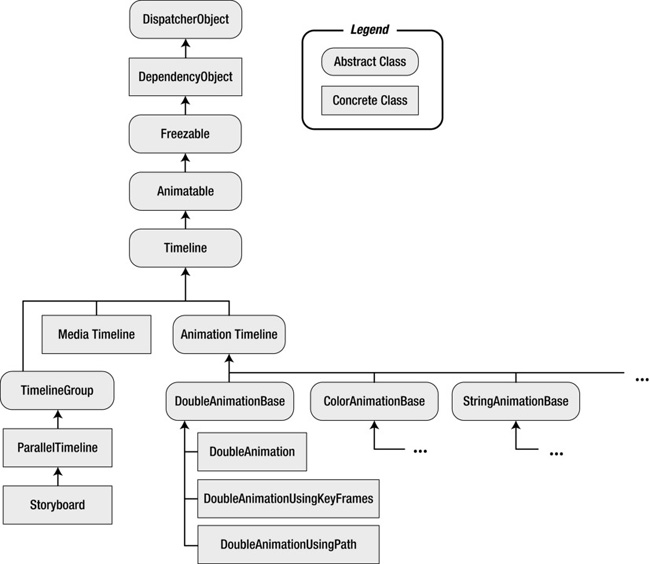 DispatcherObject
Legend
Abstract Class
DependencyObject
Concrete Class
Freezable
Animatable
Timeline
Media Timeline
Animation Timeline
...
TimelineGroup
DoubleAnimationBase
ColorAnimationBase
StringAnimationBase
ParallelTimeline
DoubleAnimation
...
...
Storyboard
DoubleAnimationUsingKeyFrames
DoubleAnimationUsingPath